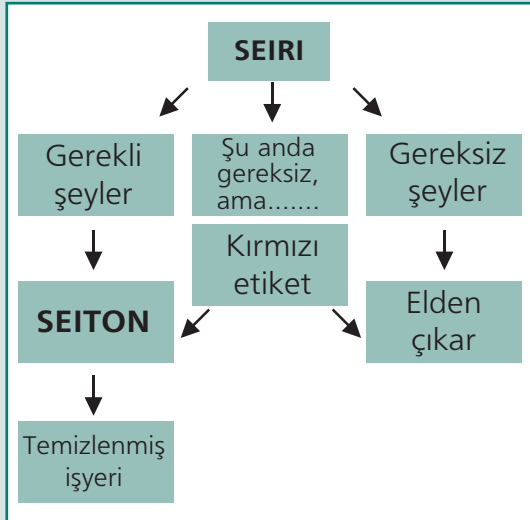 SEIRI
Gerekli
şeyler
Şu anda
gereksiz,
ama.......
Gereksiz
şeyler
Kırmızı
etiket
SEITON
Elden
çıkar
Temizlenmiş
işyeri